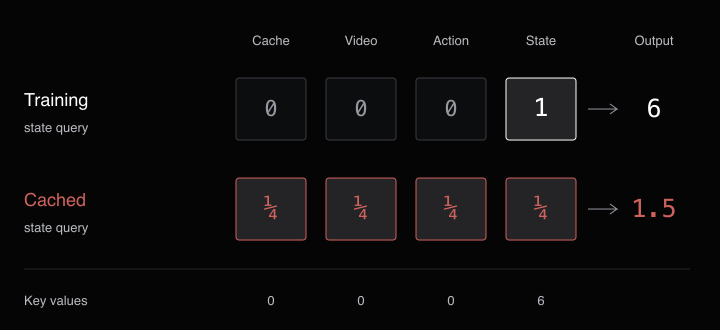 Cache Video Action State Output
Training
state query
0 0 0 1 6
Cached
state query
1/4 1/4 1/4 1/4 1.5
Key values 0 0 0 6